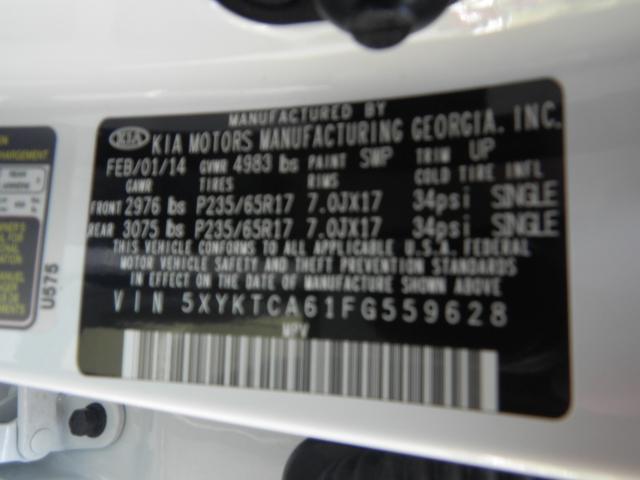 MANUFACTURED BY
KIA KIA MOTORS MANUFACTURING GEORGIA, INC.
FEB/01/14 GVWR 4983 lbs PAINT SWP TRIM UP
GAWR TIRES RIMS COLD TIRE INFL
FRONT 2976 lbs P235/65R17 7.0JX17 34psi SINGLE
REAR 3075 lbs P235/65R17 7.0JX17 34psi SINGLE
THIS VEHICLE CONFORMS TO ALL APPLICABLE U.S.A. FEDERAL
MOTOR VEHICLE SAFETY AND THEFT PREVENTION STANDARDS
IN EFFECT ON THE DATE OF MANUFACTURE SHOWN ABOVE.
VIN 5XYKTCA61FG559628
MPV
U575